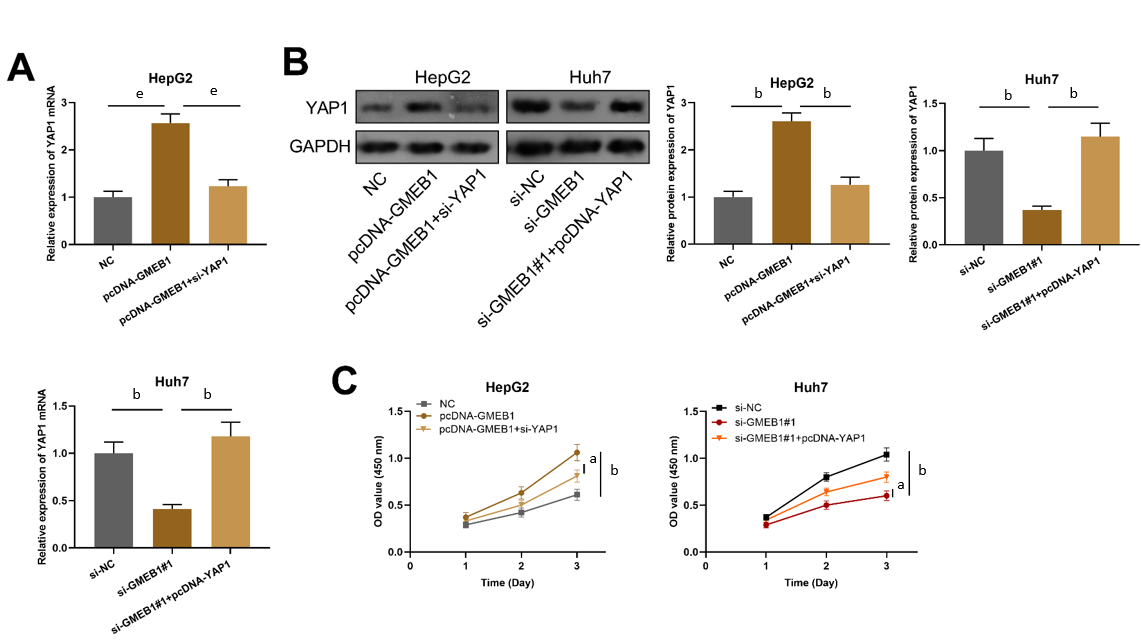 A
HepG2
Relative expression of YAP1 mRNA
e
e
3
2
1
0
NC
pcDNA-GMEB1
pcDNA-GMEB1+si-YAP1
B
HepG2
Huh7
YAP1
GAPDH
NC
pcDNA-GMEB1
pcDNA-GMEB1+si-YAP1
si-NC
si-GMEB1
si-GMEB1#1+pcDNA-YAP1
HepG2
Relative protein expression of YAP1
b
b
3
2
1
0
NC
pcDNA-GMEB1
pcDNA-GMEB1+si-YAP1
Huh7
Relative protein expression of YAP1
b
b
1.5
1.0
0.5
0.0
si-NC
si-GMEB1#1
si-GMEB1#1+pcDNA-YAP1
Huh7
Relative expression of YAP1 mRNA
b
b
1.5
1.0
0.5
0.0
si-NC
si-GMEB1#1
si-GMEB1#1+pcDNA-YAP1
C
HepG2
NC
pcDNA-GMEB1
pcDNA-GMEB1+si-YAP1
OD value (450 nm)
1.5
1.0
0.5
0.0
a
b
0
1
2
3
Time (Day)
Huh7
si-NC
si-GMEB1#1
si-GMEB1#1+pcDNA-YAP1
OD value (450 nm)
1.5
1.0
0.5
0.0
b
a
0
1
2
3
Time (Day)